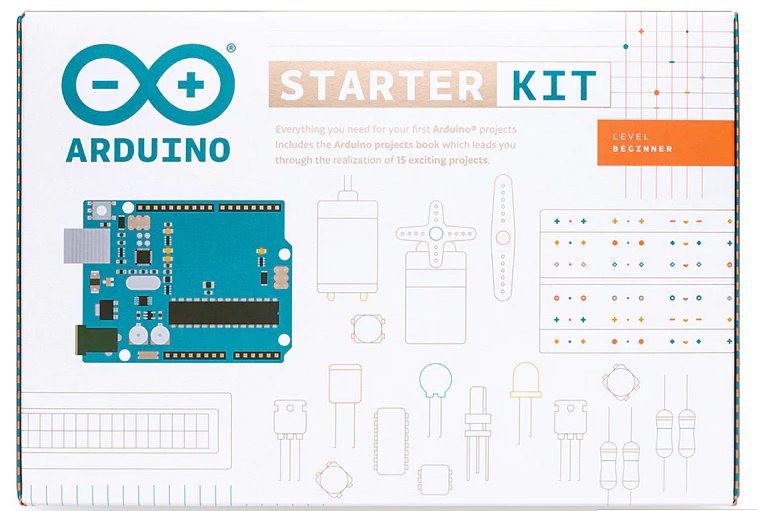 ARDUINO
®
STARTER KIT
Everything you need for your first Arduino® projects
Includes the Arduino projects book which leads you
through the realization of 15 exciting projects.
LEVEL
BEGINNER